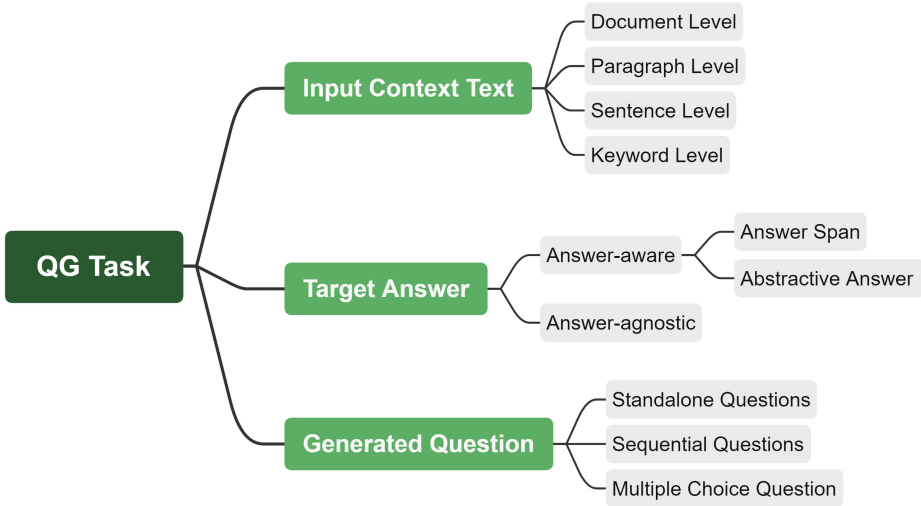 QG Task
Input Context Text
Document Level
Paragraph Level
Sentence Level
Keyword Level
Target Answer
Answer-aware
Answer Span
Abstractive Answer
Answer-agnostic
Generated Question
Standalone Questions
Sequential Questions
Multiple Choice Question